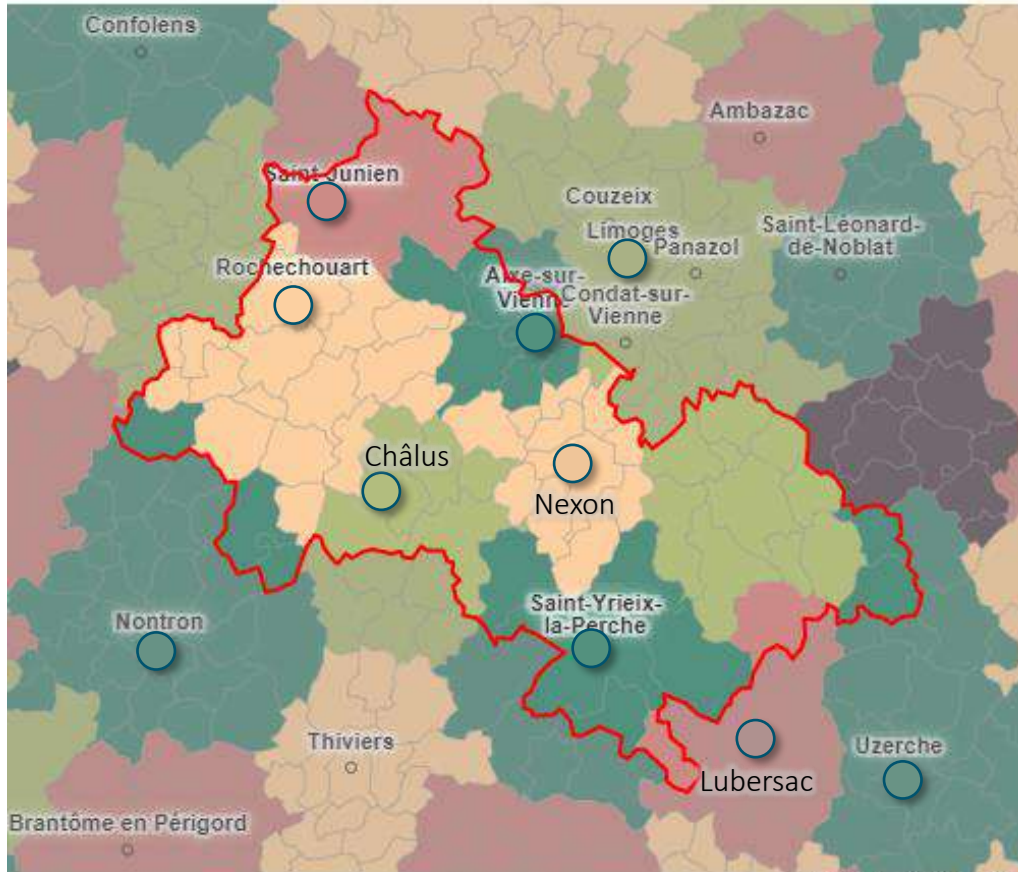 Confolens
Ambazac
Saint-Junien
Couzeix
Limoges
Panazol
Saint-Léonard-
de-Noblat
Rochechouart
Aixe-sur-
Vienne
Condat-sur-
Vienne
Châlus
Nexon
Saint-Yrieix-
la-Perche
Nontron
Thiviers
Uzerche
Lubersac
Brantôme en Périgord